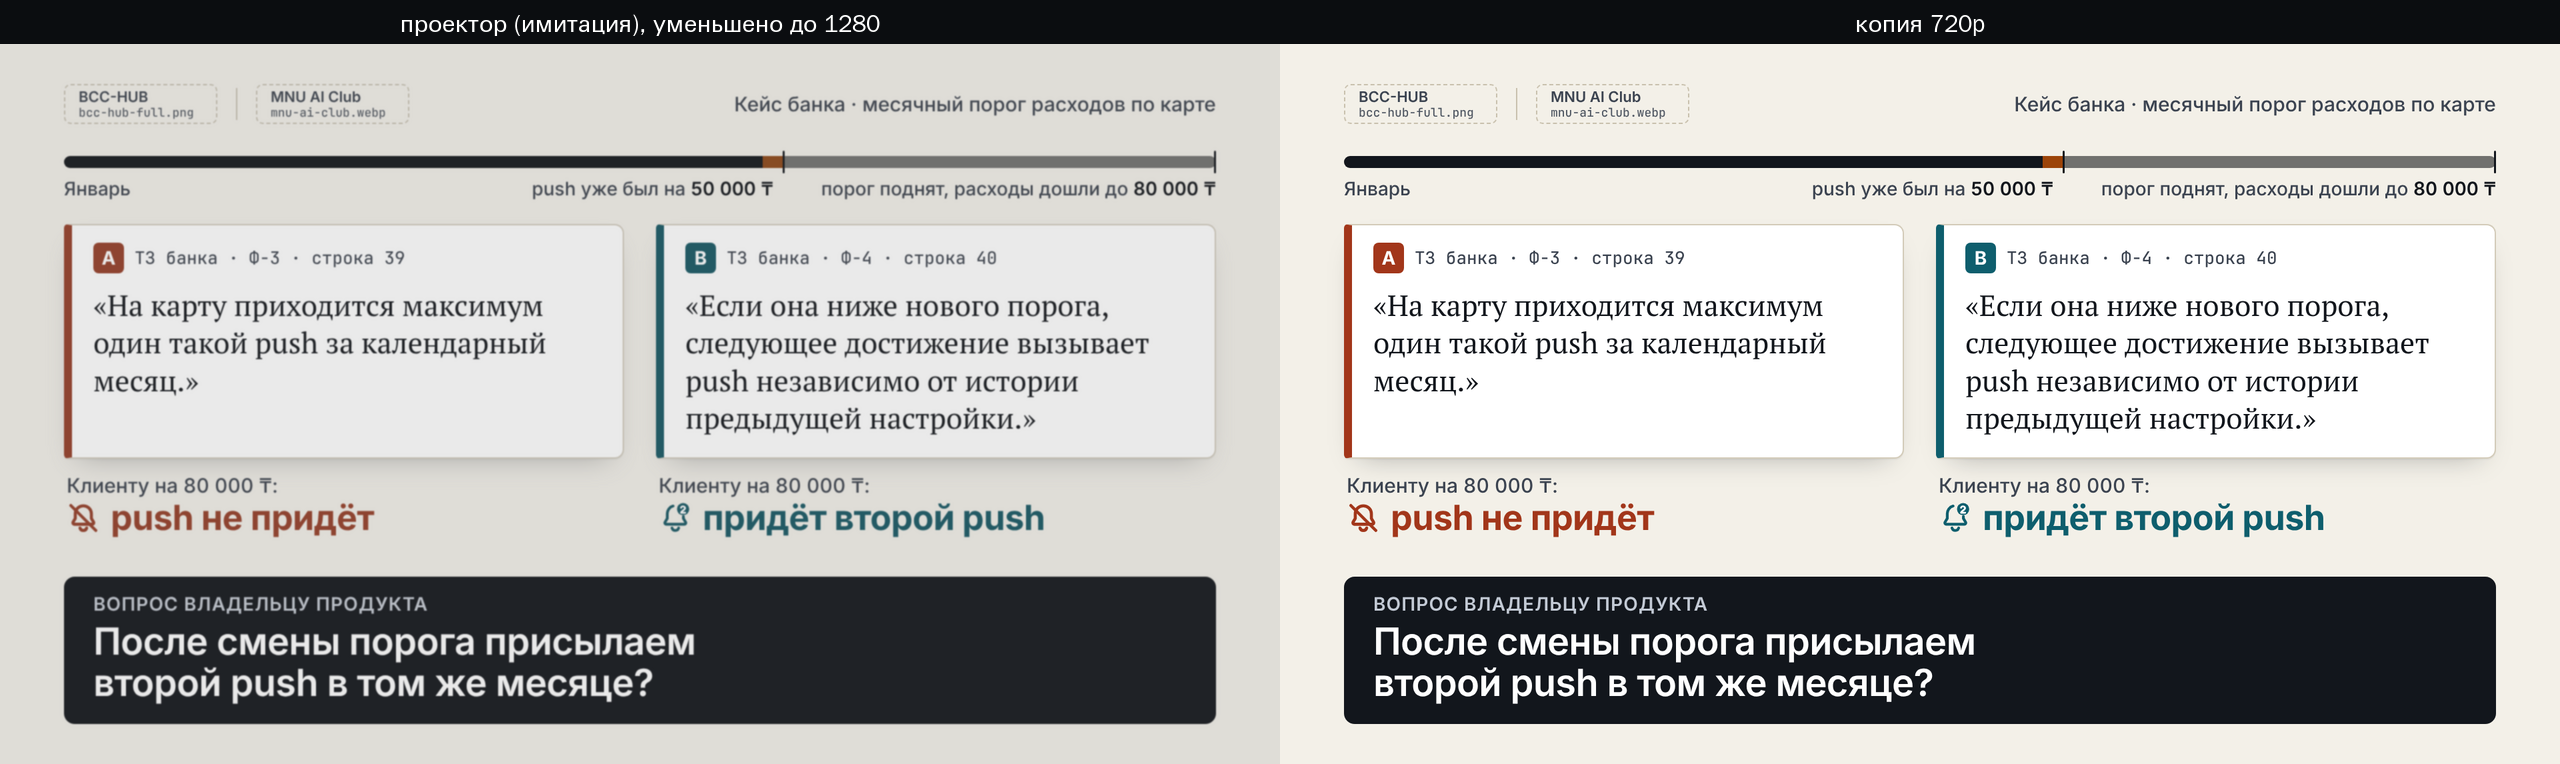 проектор (имитация), уменьшено до 1280
BCC-HUB
bcc-hub-full.png
MNU AI Club
mnu-ai-club.webp
Кейс банка · месячный порог расходов по карте
Январь
push уже был на 50 000 ₸
порог поднят, расходы дошли до 80 000 ₸
A ТЗ банка · Ф-3 · строка 39
«На карту приходится максимум
один такой push за календарный
месяц.»
B ТЗ банка · Ф-4 · строка 40
«Если она ниже нового порога,
следующее достижение вызывает
push независимо от истории
предыдущей настройки.»
Клиенту на 80 000 ₸:
push не придёт
Клиенту на 80 000 ₸:
2 придёт второй push
ВОПРОС ВЛАДЕЛЬЦУ ПРОДУКТА
После смены порога присылаем
второй push в том же месяце?
копия 720p
BCC-HUB
bcc-hub-full.png
MNU AI Club
mnu-ai-club.webp
Кейс банка · месячный порог расходов по карте
Январь
push уже был на 50 000 ₸
порог поднят, расходы дошли до 80 000 ₸
A ТЗ банка · Ф-3 · строка 39
«На карту приходится максимум
один такой push за календарный
месяц.»
B ТЗ банка · Ф-4 · строка 40
«Если она ниже нового порога,
следующее достижение вызывает
push независимо от истории
предыдущей настройки.»
Клиенту на 80 000 ₸:
push не придёт
Клиенту на 80 000 ₸:
2 придёт второй push
ВОПРОС ВЛАДЕЛЬЦУ ПРОДУКТА
После смены порога присылаем
второй push в том же месяце?